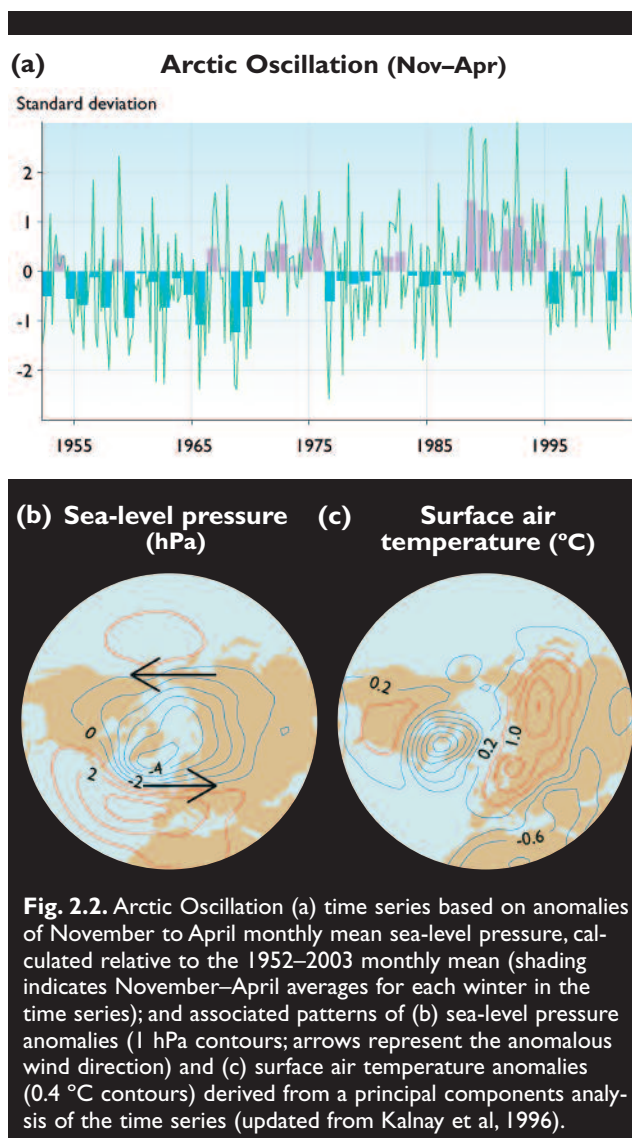 (a) Arctic Oscillation (Nov–Apr)
Standard deviation
2
1
0
-1
-2
1955 1965 1975 1985 1995
(b) Sea-level pressure
(hPa)
(c) Surface air
temperature (ºC)
0
2
-2
-4
0.2
0.2
1.0
-0.6
Fig. 2.2. Arctic Oscillation (a) time series based on anomalies
of November to April monthly mean sea-level pressure, cal-
culated relative to the 1952–2003 monthly mean (shading
indicates November–April averages for each winter in the
time series); and associated patterns of (b) sea-level pressure
anomalies (1 hPa contours; arrows represent the anomalous
wind direction) and (c) surface air temperature anomalies
(0.4 ºC contours) derived from a principal components analy-
sis of the time series (updated from Kalnay et al, 1996).